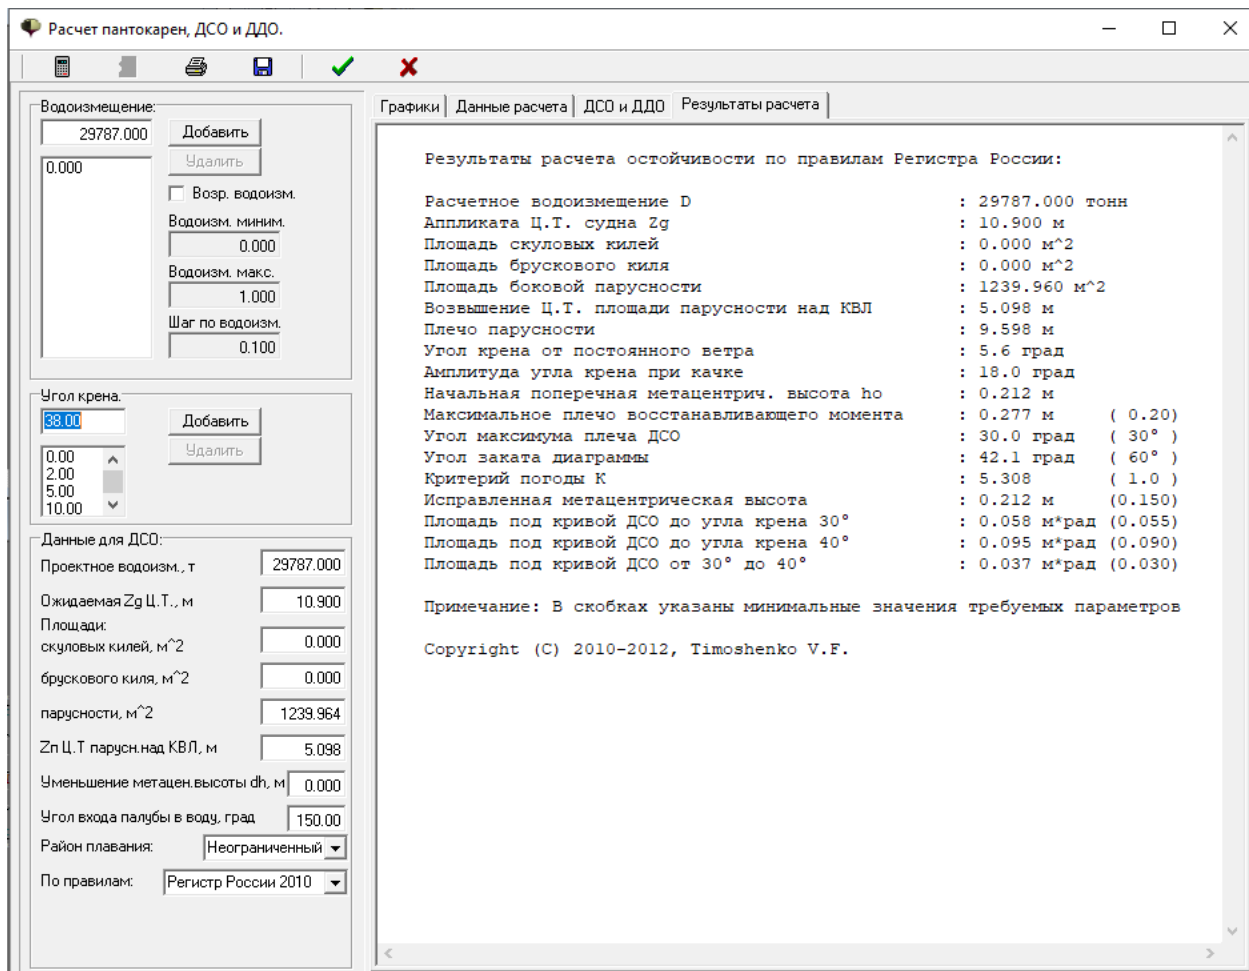 Расчет пантокарен, ДСО и ДДО.
Водоизмещение:
29787.000
Добавить
0.000
Удалить
Возр. водоизм.
Водоизм. миним.
0.000
Водоизм. макс.
1.000
Шаг по водоизм.
0.100
Угол крена.
38.00
Добавить
0.00
Удалить
2.00
5.00
10.00
Данные для ДСО:
Проектное водоизм., т 29787.000
Ожидаемая Zg Ц.Т., м 10.900
Площади:
скуловых килей, м^2 0.000
брускового киля, м^2 0.000
парусности, м^2 1239.964
Zп Ц.Т парусн.над КВЛ, м 5.098
Уменьшение метацен.высоты dh, м 0.000
Угол входа палубы в воду, град 150.00
Район плавания: Неограниченный
По правилам: Регистр России 2010
Графики Данные расчета ДСО и ДДО Результаты расчета
Результаты расчета остойчивости по правилам Регистра России:
Расчетное водоизмещение D : 29787.000 тонн
Аппликата Ц.Т. судна Zg : 10.900 м
Площадь скуловых килей : 0.000 м^2
Площадь брускового киля : 0.000 м^2
Площадь боковой парусности : 1239.960 м^2
Возвышение Ц.Т. площади парусности над КВЛ : 5.098 м
Плечо парусности : 9.598 м
Угол крена от постоянного ветра : 5.6 град
Амплитуда угла крена при качке : 18.0 град
Начальная поперечная метацентрич. высота ho : 0.212 м
Максимальное плечо восстанавливающего момента : 0.277 м ( 0.20)
Угол максимума плеча ДСО : 30.0 град ( 30° )
Угол заката диаграммы : 42.1 град ( 60° )
Критерий погоды К : 5.308 ( 1.0 )
Исправленная метацентрическая высота : 0.212 м (0.150)
Площадь под кривой ДСО до угла крена 30° : 0.058 м*рад (0.055)
Площадь под кривой ДСО до угла крена 40° : 0.095 м*рад (0.090)
Площадь под кривой ДСО от 30° до 40° : 0.037 м*рад (0.030)
Примечание: В скобках указаны минимальные значения требуемых параметров
Copyright (C) 2010-2012, Timoshenko V.F.